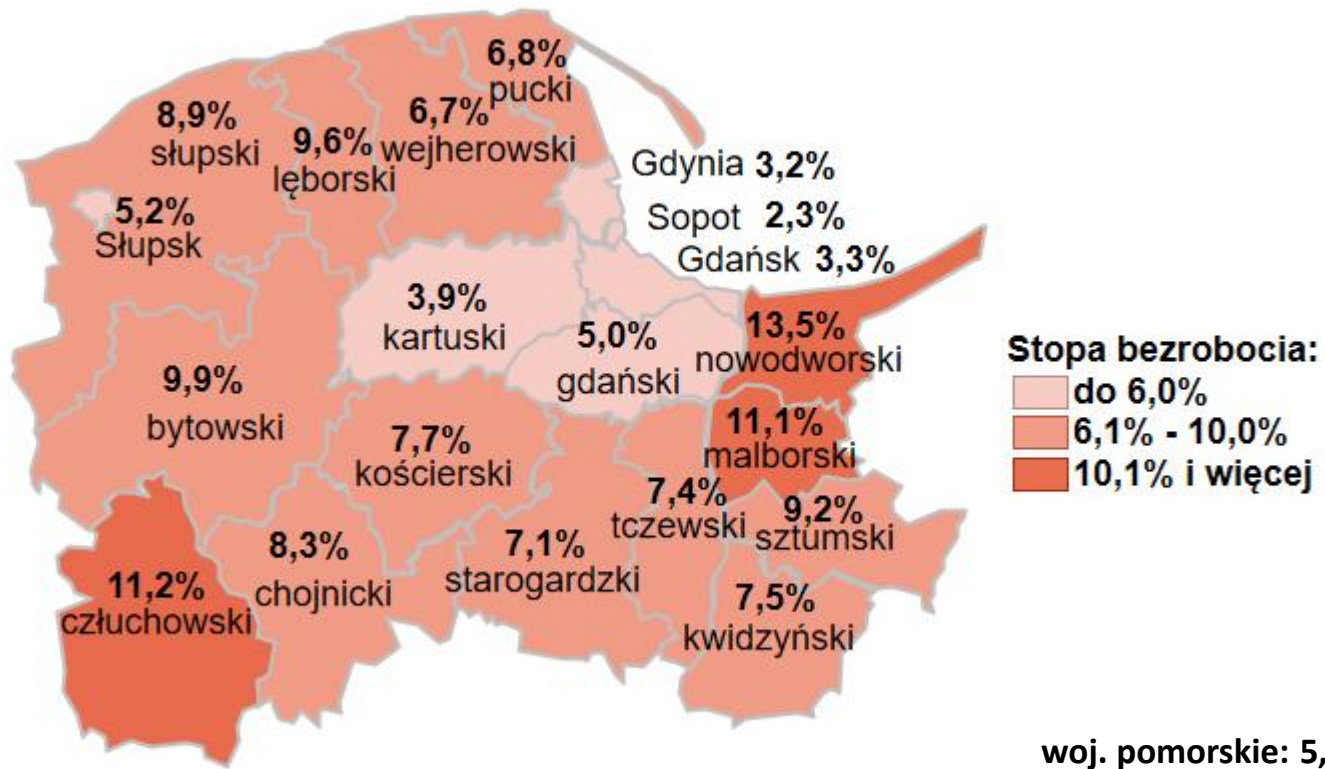 6,8%
pucki
8,9%
słupski
9,6%
lęborski
6,7%
wejherowski
Gdynia 3,2%
Sopot 2,3%
Gdańsk 3,3%
5,2%
Słupsk
3,9%
kartuski
5,0%
gdański
13,5%
nowodworski
9,9%
bytowski
7,7%
kościerski
11,1%
malborski
7,4%
tczewski
9,2%
sztumski
8,3%
chojnicki
7,1%
starogardzki
11,2%
człuchowski
7,5%
kwidzyński
Stopa bezrobocia:
do 6,0%
6,1% - 10,0%
10,1% i więcej
woj. pomorskie: 5,